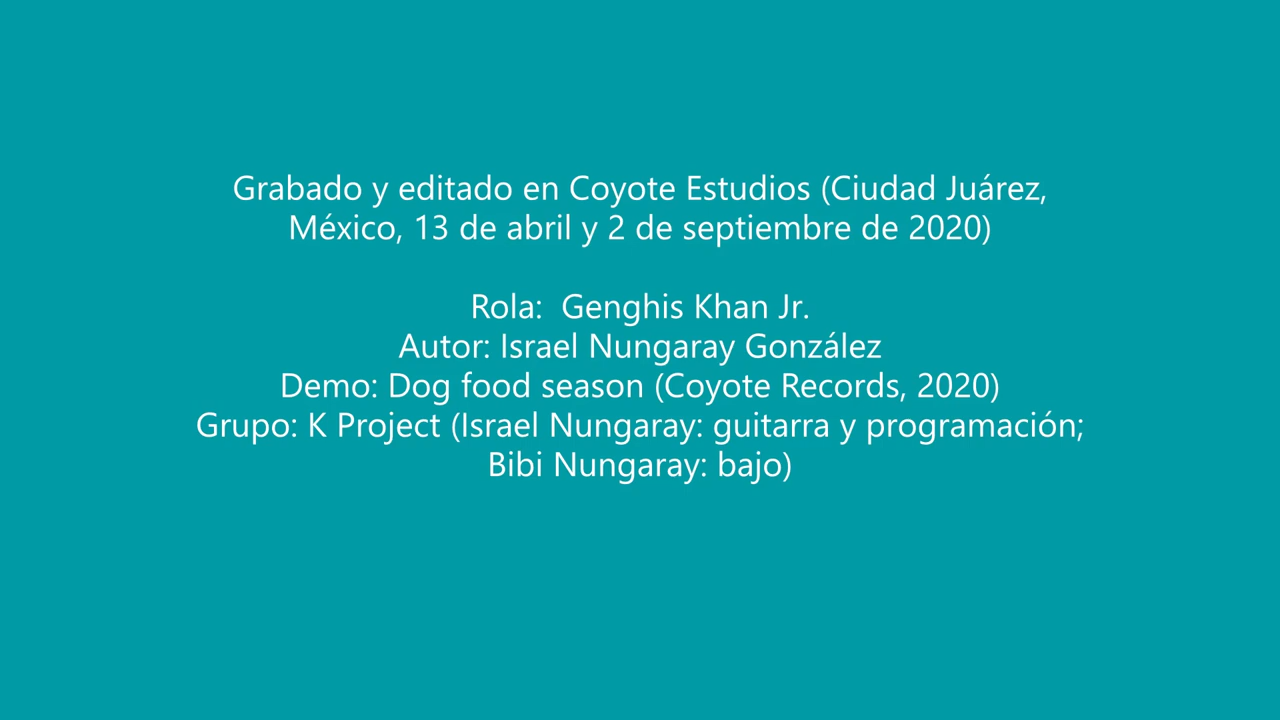 Grabado y editado en Coyote Estudios (Ciudad Juárez,
México, 13 de abril y 2 de septiembre de 2020)
Rola:  Genghis Khan Jr.
Autor: Israel Nungaray González
Demo: Dog food season (Coyote Records, 2020)
Grupo: K Project (Israel Nungaray: guitarra y programación;
Bibi Nungaray: bajo)